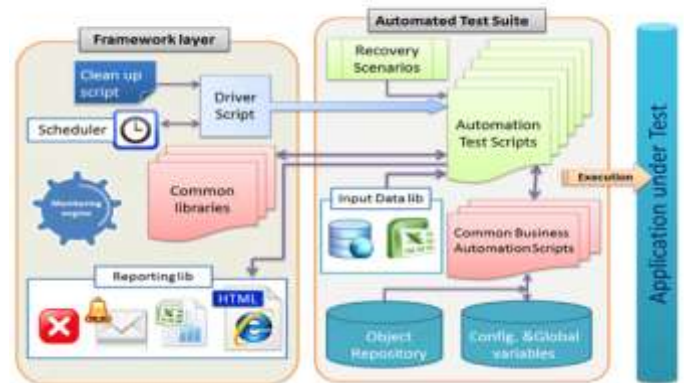 Framework layer
Clean up
script
Driver
Script
Scheduler
Common
libraries
Monitoring
engine
Reporting lib
HTML
Automated Test Suite
Recovery
Scenarios
Automation
Test Scripts
Input Data lib
Common Business
Automation Scripts
Object
Repository
Config. &Global
variables
Execution
Application under Test